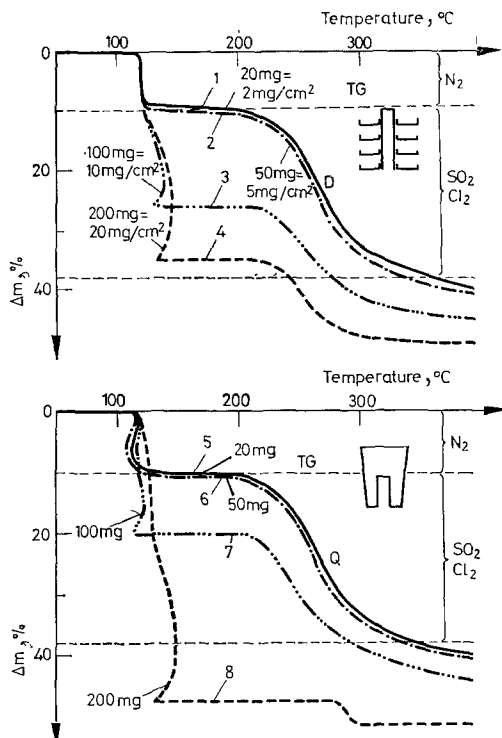 Temperature, °C
100
200
300
0
N2
1
20mg=
2mg/cm²
TG
2
100mg=
10mg/cm²
50mg=
5mg/cm²
D
SO2
Cl2
20
3
200mg=
20mg/cm²
4
40
Δm,%
Temperature, °C
100
200
300
0
N2
5
20mg
TG
6
50mg
100mg
20
7
Q
SO2
Cl2
40
200mg
8
Δm,%